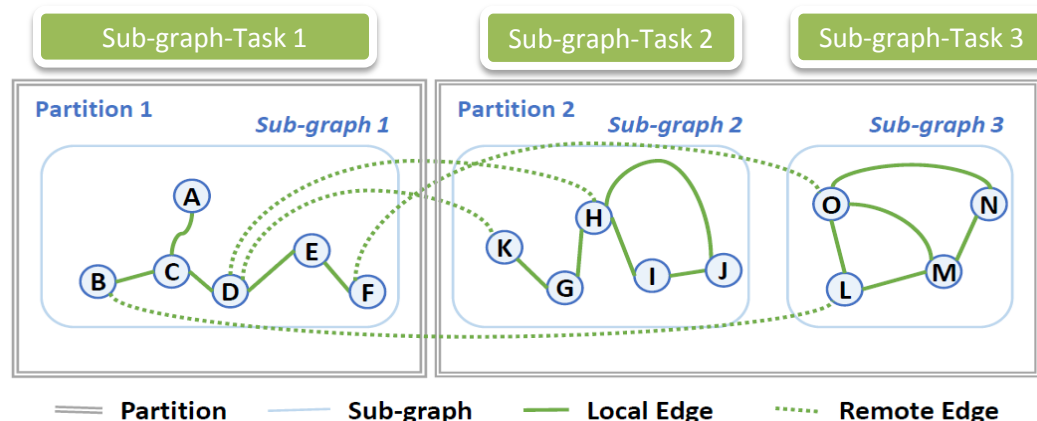 Sub-graph-Task 1
Sub-graph-Task 2
Sub-graph-Task 3
Partition 1
Sub-graph 1
Partition 2
Sub-graph 2
Sub-graph 3
A
B
C
D
E
F
K
G
H
I
J
O
N
L
M
Partition
Sub-graph
Local Edge
Remote Edge